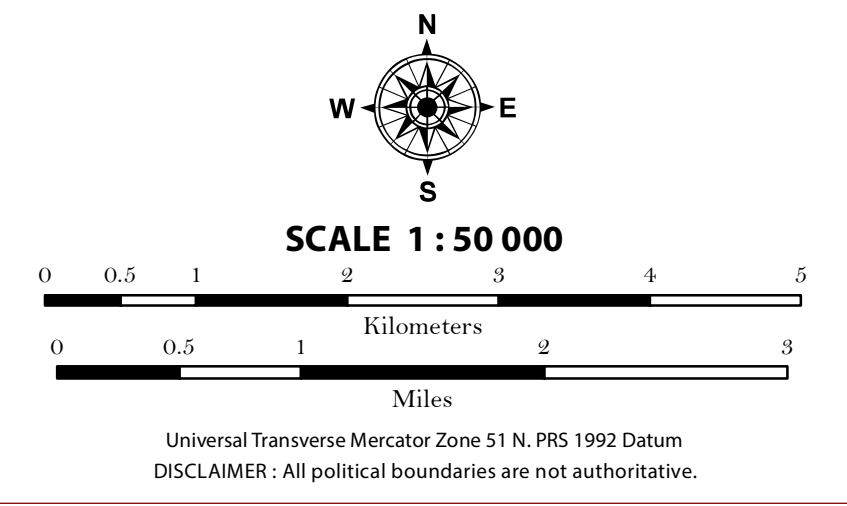 N
W E
S
SCALE 1 : 50 000
0 0.5 1 2 3 4 5
Kilometers
0 0.5 1 2 3
Miles
Universal Transverse Mercator Zone 51 N. PRS 1992 Datum
DISCLAIMER : All political boundaries are not authoritative.